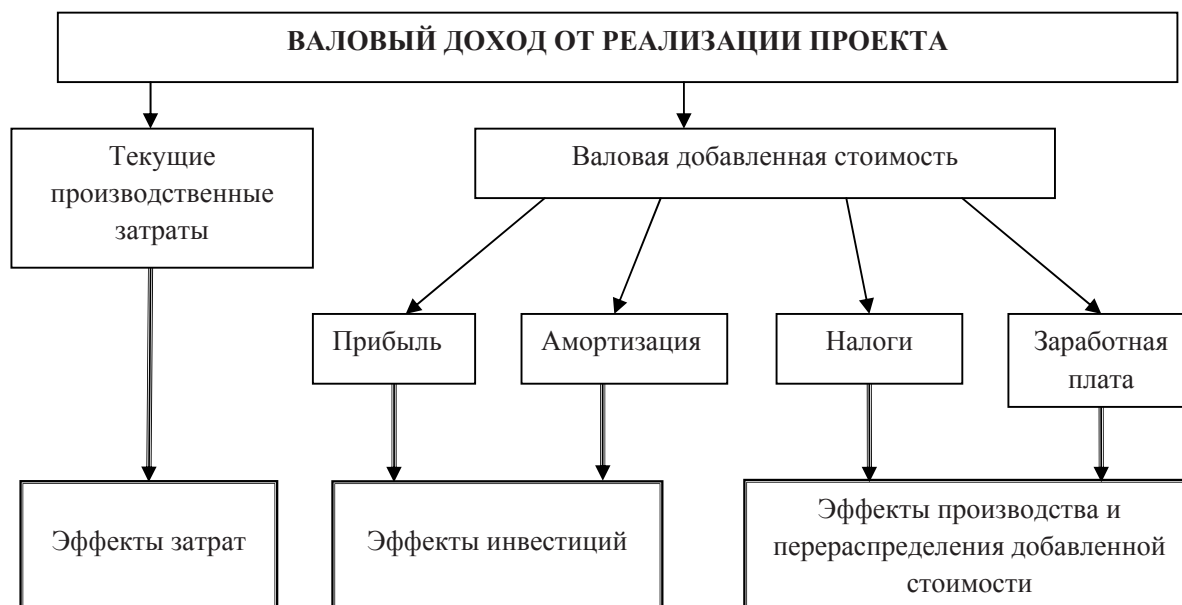 ВАЛОВЫЙ ДОХОД ОТ РЕАЛИЗАЦИИ ПРОЕКТА
Текущие
производственные
затраты
Валовая добавленная стоимость
Прибыль
Амортизация
Налоги
Заработная
плата
Эффекты затрат
Эффекты инвестиций
Эффекты производства и
перераспределения добавленной
стоимости